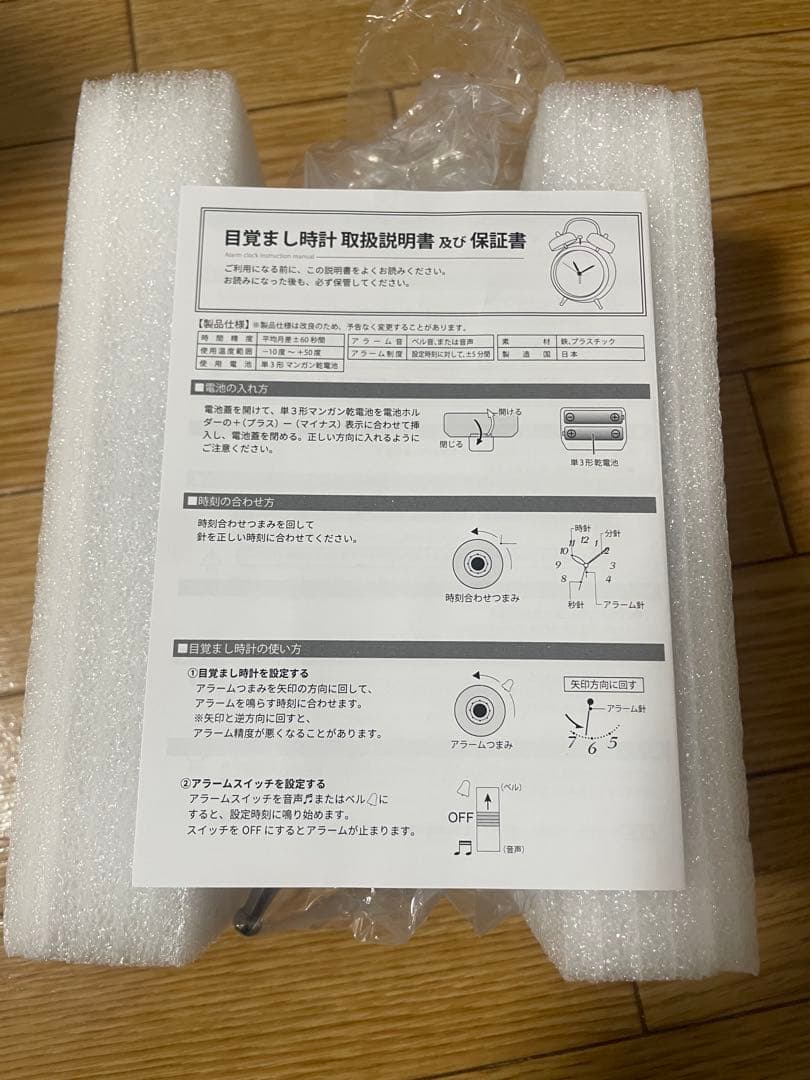 目覚まし時計 取扱説明書 及び 保証書
Alarm clock instruction manual
ご利用になる前に、この説明書をよくお読みください。
お読みになった後も、必ず保管してください。
【製品仕様】※製品仕様は改良のため、予告なく変更することがあります。
時間精度 平均月差±60秒間 アラーム音 ベル音、または音声 素材 鉄、プラスチック
使用温度範囲 −10度〜+50度 アラーム制度 設定時刻に対して、±5分間 製造国 日本
使用電池 単3形マンガン乾電池
■電池の入れ方
電池蓋を開けて、単3形マンガン乾電池を電池ホル
ダーの+(プラス) ー(マイナス) 表示に合わせて挿
入し、電池蓋を閉める。正しい方向に入れるように
ご注意ください。
開ける
閉じる
単3形乾電池
■時刻の合わせ方
時刻合わせつまみを回して
針を正しい時刻に合わせてください。
時刻合わせつまみ
時針
分針
11 12 1
10 2
9 3
8 4
秒針
アラーム針
■目覚まし時計の使い方
①目覚まし時計を設定する
アラームつまみを矢印の方向に回して、
アラームを鳴らす時刻に合わせます。
※矢印と逆方向に回すと、
アラーム精度が悪くなることがあります。
アラームつまみ
矢印方向に回す
アラーム針
7 6 5
②アラームスイッチを設定する
アラームスイッチを音声♬またはベル🔔に
すると、設定時刻に鳴り始めます。
スイッチをOFFにするとアラームが止まります。
(ベル)
OFF
(音声)